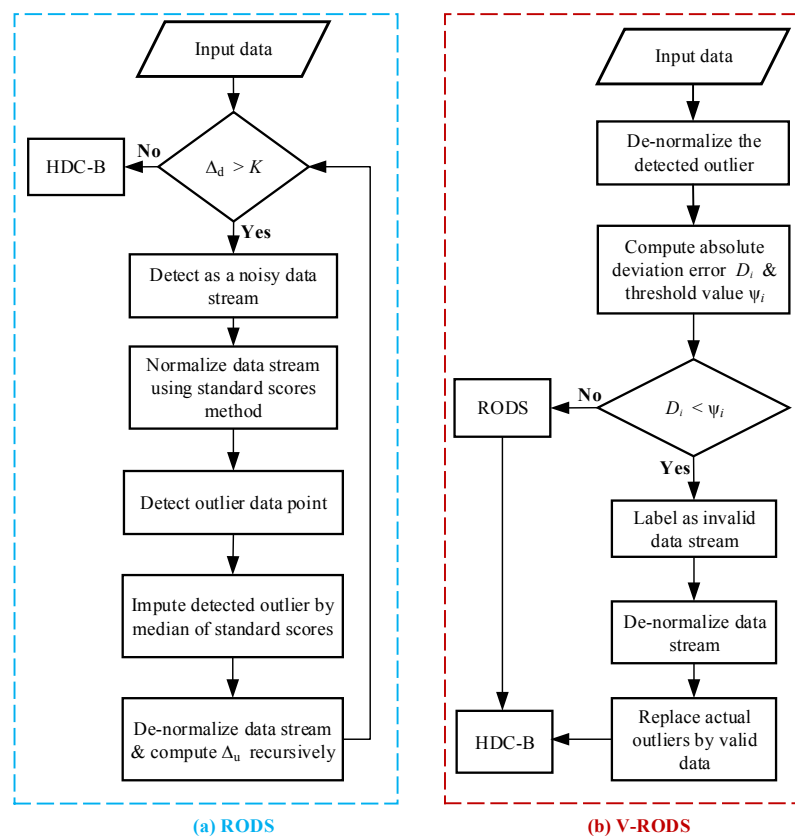 Input data
HDC-B
No
Δd > K
Yes
Detect as a noisy data
stream
Normalize data stream
using standard scores
method
Detect outlier data point
Impute detected outlier by
median of standard scores
De-normalize data stream
& compute Δu recursively
(a) RODS
Input data
De-normalize the
detected outlier
Compute absolute
deviation error Di &
threshold value ψi
RODS
No
Di < ψi
Yes
Label as invalid
data stream
De-normalize data
stream
HDC-B
Replace actual
outliers by valid
data
(b) V-RODS